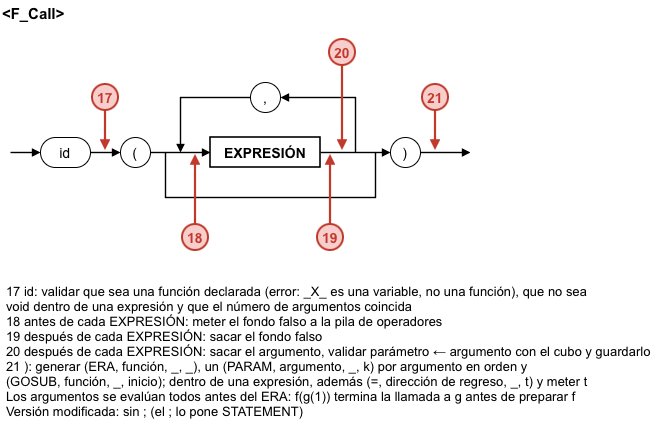 <F_Call>
20
17
,
21
id
(
EXPRESIÓN
)
18
19
17 id: validar que sea una función declarada (error: _X_ es una variable, no una función), que no sea
void dentro de una expresión y que el número de argumentos coincida
18 antes de cada EXPRESIÓN: meter el fondo falso a la pila de operadores
19 después de cada EXPRESIÓN: sacar el fondo falso
20 después de cada EXPRESIÓN: sacar el argumento, validar parámetro ← argumento con el cubo y guardarlo
21 ): generar (ERA, función, _, _), un (PARAM, argumento, _, k) por argumento en orden y
(GOSUB, función, _, inicio); dentro de una expresión, además (=, dirección de regreso, _, t) y meter t
Los argumentos se evalúan todos antes del ERA: f(g(1)) termina la llamada a g antes de preparar f
Versión modificada: sin ; (el ; lo pone STATEMENT)